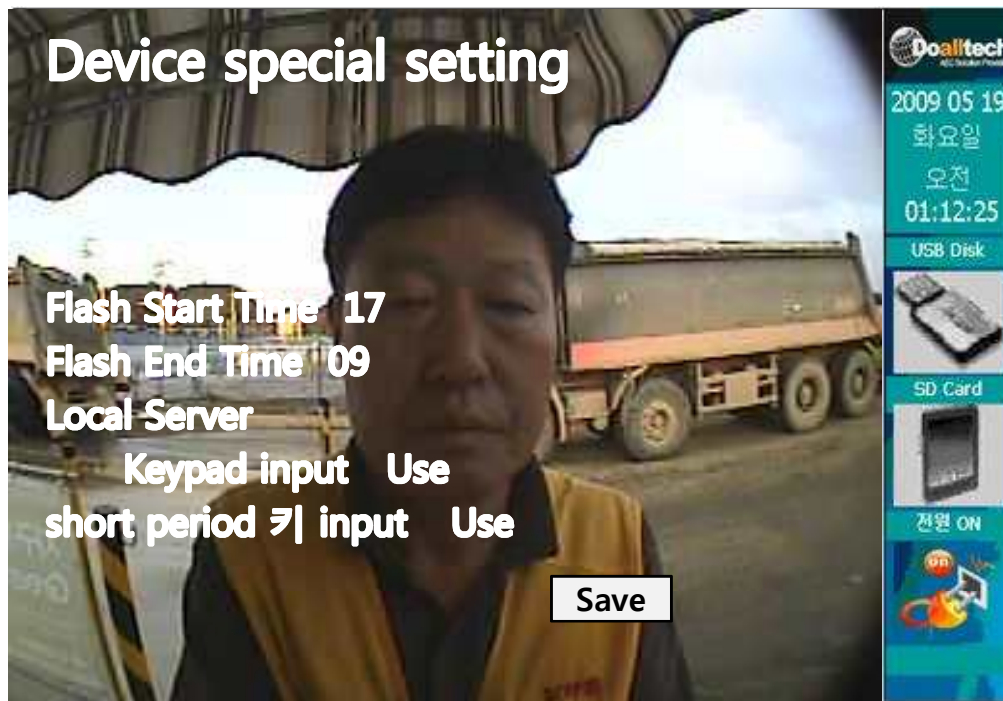 Device special setting
Flash Start Time 17
Flash End Time 09
Local Server
Keypad input Use
short period 키 input Use
Save
Doalltech
2009 05 19
화요일
오전
01:12:25
USB Disk
SD Card
전원 ON
on